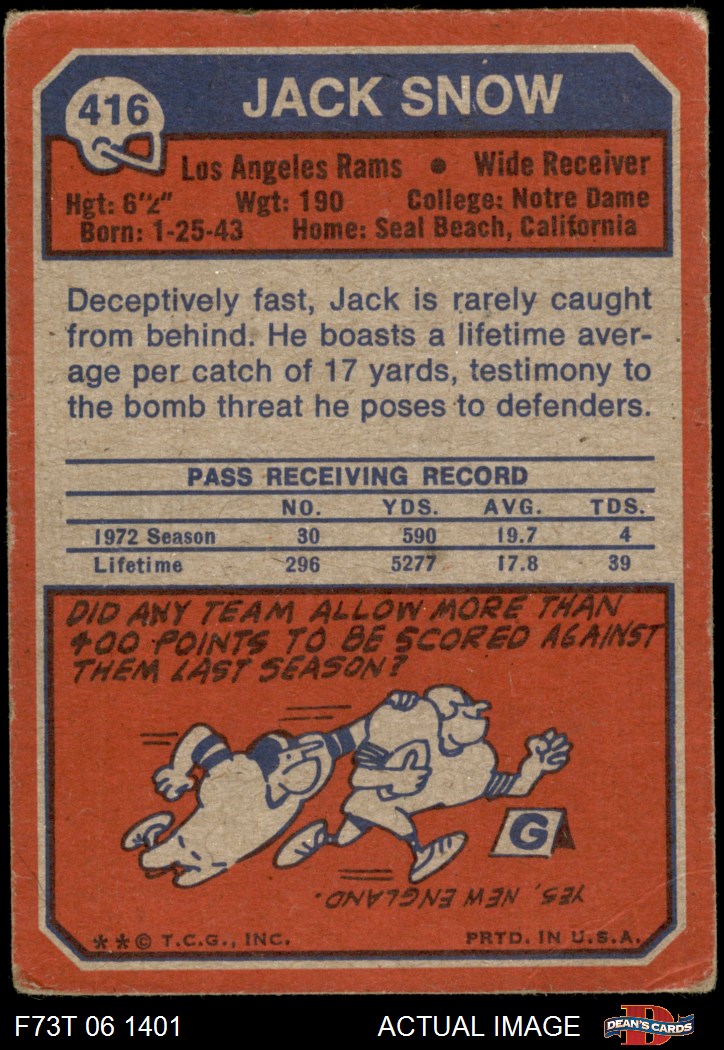 416
JACK SNOW
Los Angeles Rams ● Wide Receiver
Hgt: 6'2" Wgt: 190 College: Notre Dame
Born: 1-25-43 Home: Seal Beach, California
Deceptively fast, Jack is rarely caught
from behind. He boasts a lifetime aver-
age per catch of 17 yards, testimony to
the bomb threat he poses to defenders.
PASS RECEIVING RECORD
NO. YDS. AVG. TDS.
1972 Season 30 590 19.7 4
Lifetime 296 5277 17.8 39
DID ANY TEAM ALLOW MORE THAN
400 POINTS TO BE SCORED AGAINST
THEM LAST SEASON?
G
YES, NEW ENGLAND.
**© T.C.G., INC. PRTD. IN U.S.A.
F73T 06 1401 ACTUAL IMAGE D DEAN'S CARDS